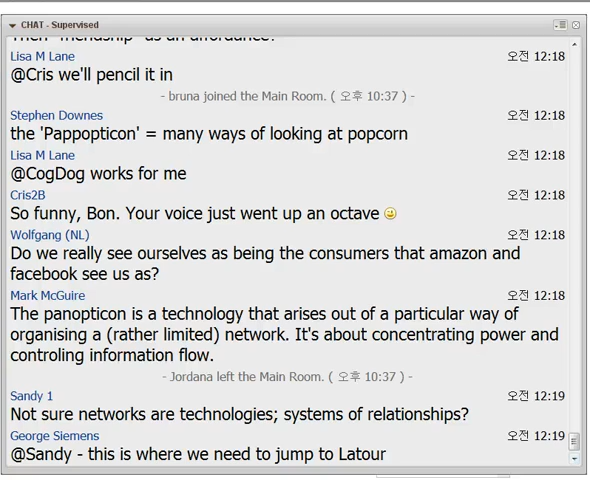 CHAT - Supervised
Then "friendship" as an affordance?
Lisa M Lane 오전 12:18
@Cris we'll pencil it in
- bruna joined the Main Room. ( 오후 10:37 ) -
Stephen Downes 오전 12:18
the 'Pappopticon' = many ways of looking at popcorn
Lisa M Lane 오전 12:18
@CogDog works for me
Cris2B 오전 12:18
So funny, Bon. Your voice just went up an octave
Wolfgang (NL) 오전 12:18
Do we really see ourselves as being the consumers that amazon and
facebook see us as?
Mark McGuire 오전 12:18
The panopticon is a technology that arises out of a particular way of
organising a (rather limited) network. It's about concentrating power and
controling information flow.
- Jordana left the Main Room. ( 오후 10:37 ) -
Sandy 1 오전 12:19
Not sure networks are technologies; systems of relationships?
George Siemens 오전 12:19
@Sandy - this is where we need to jump to Latour